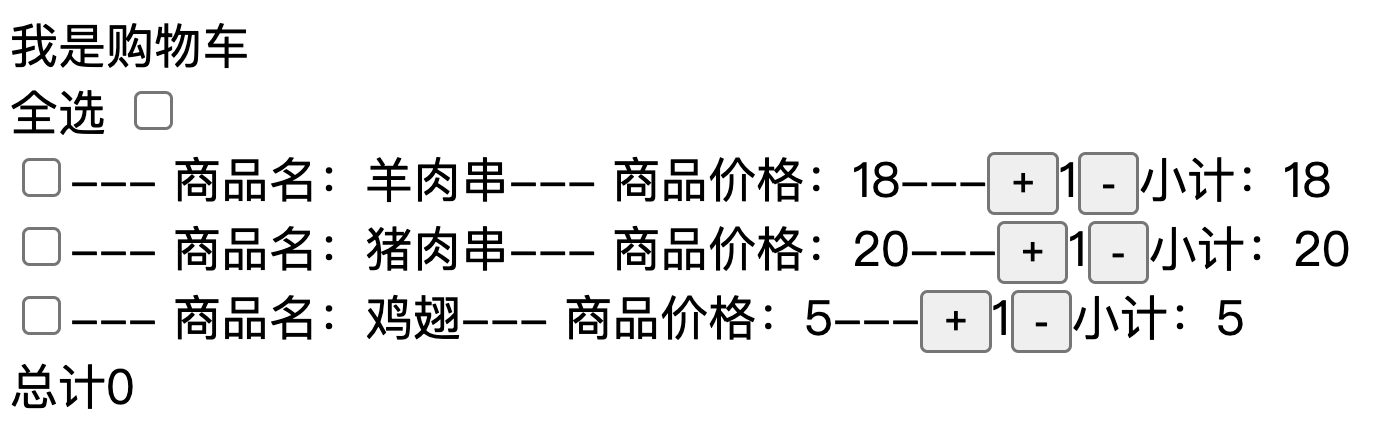 我是购物车
全选
--- 商品名：羊肉串--- 商品价格：18---+1-小计：18
--- 商品名：猪肉串--- 商品价格：20---+1-小计：20
--- 商品名：鸡翅--- 商品价格：5---+1-小计：5
总计0